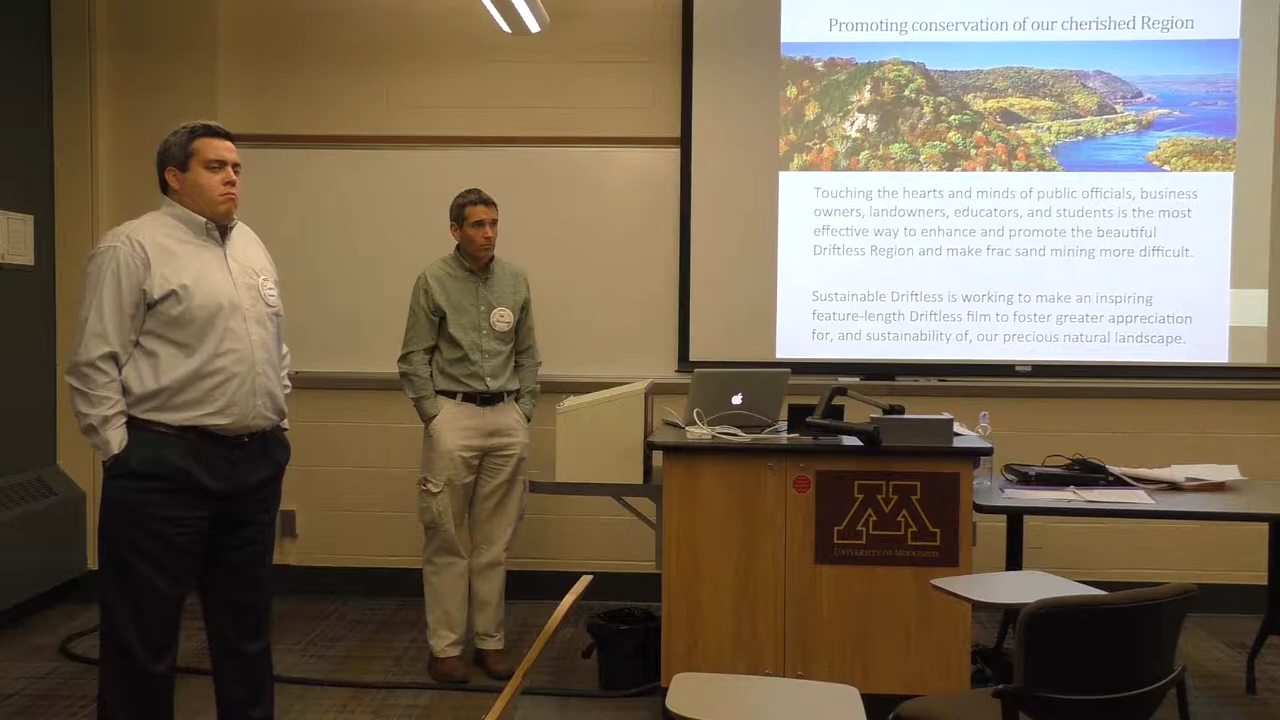 Promoting conservation of our cherished Region
Touching the hearts and minds of public officials, business
owners, landowners, educators, and students is the most
effective way to enhance and promote the beautiful
Driftless Region and make frac sand mining more difficult.
Sustainable Driftless is working to make an inspiring
feature-length Driftless film to foster greater appreciation
for, and sustainability of, our precious natural landscape.
M
UNIVERSITY OF MINNESOTA